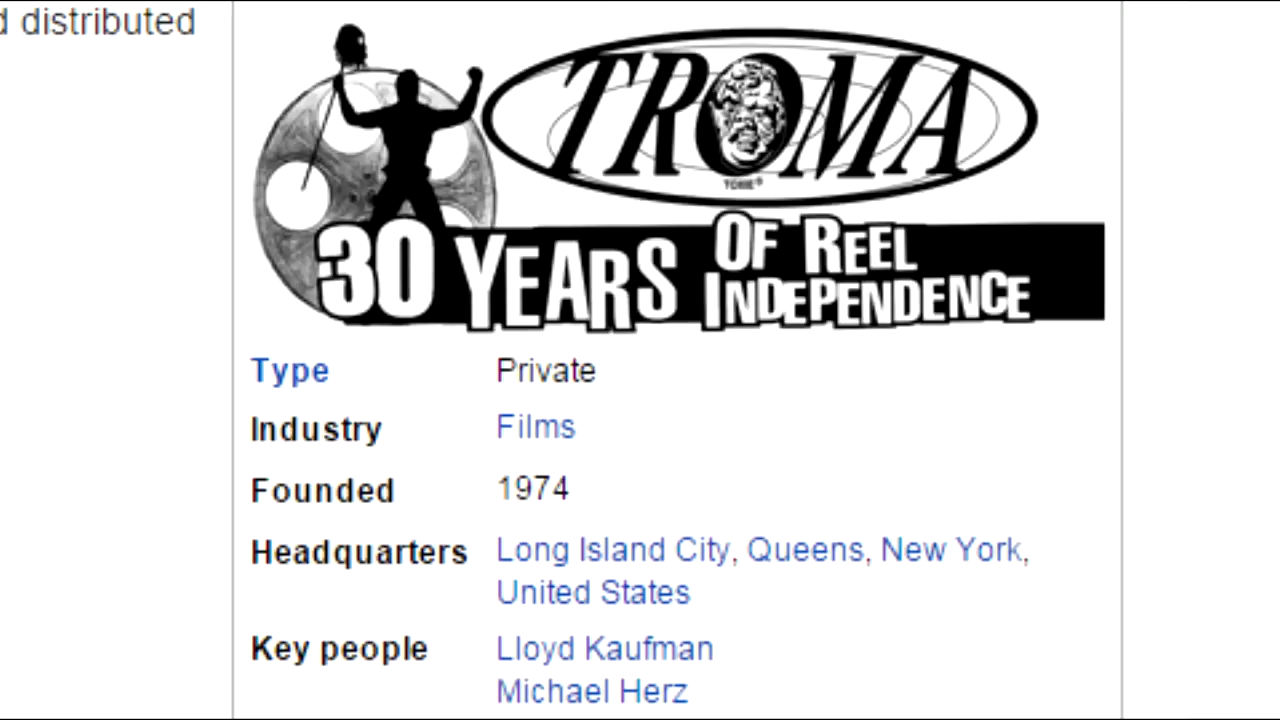 d distributed
TROMA
30 YEARS OF REEL
INDEPENDENCE
Type Private
Industry Films
Founded 1974
Headquarters Long Island City, Queens, New York,
United States
Key people Lloyd Kaufman
Michael Herz